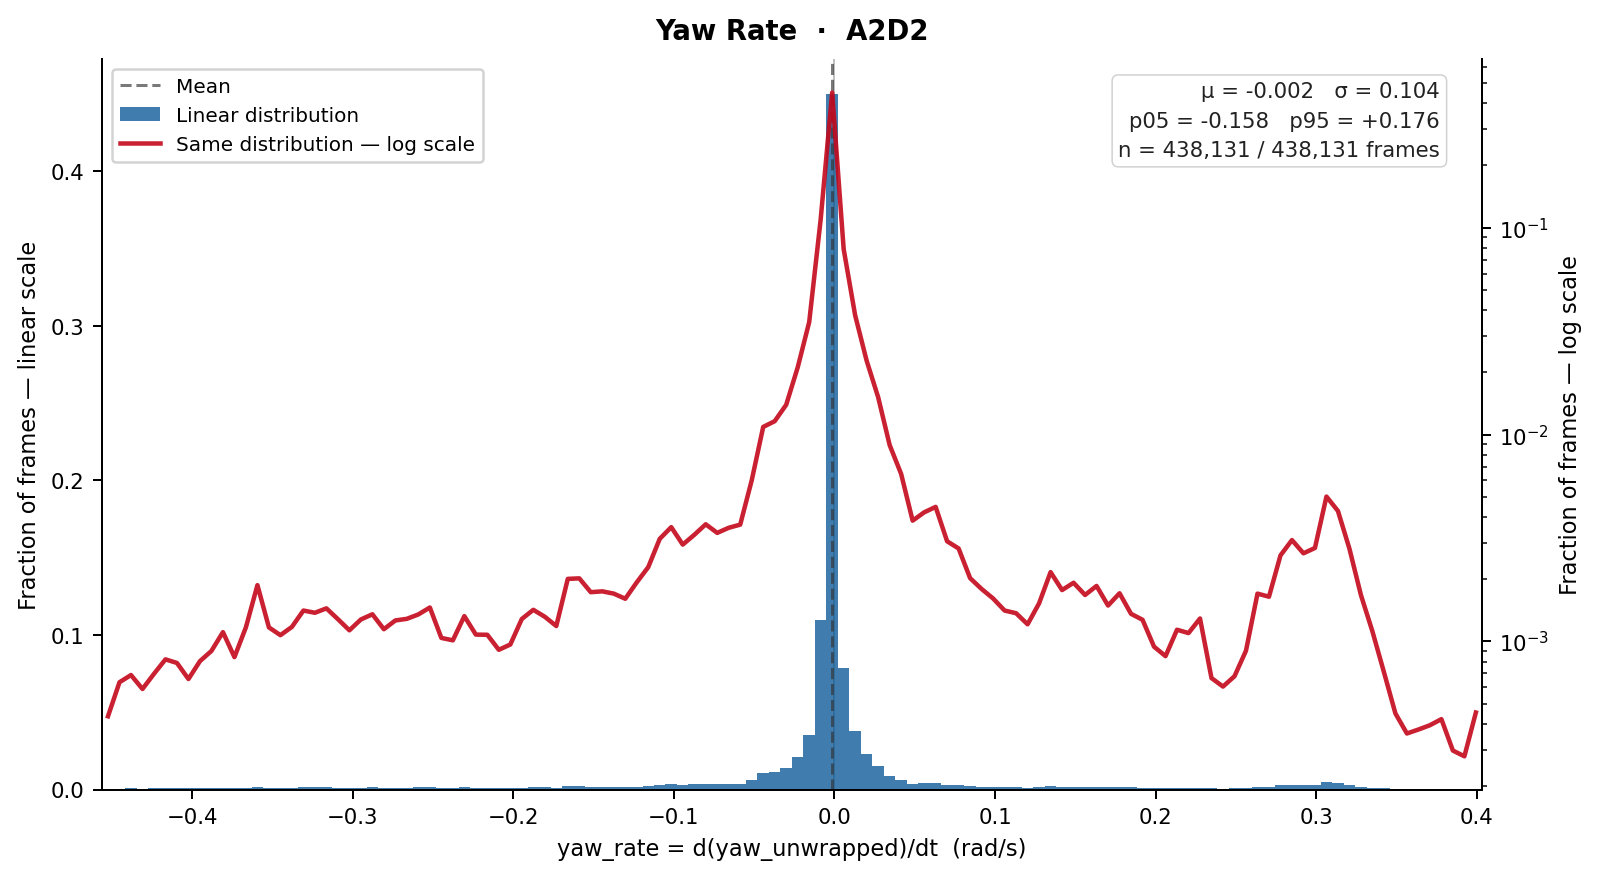 Yaw Rate · A2D2
Mean
Linear distribution
Same distribution — log scale
μ = -0.002 σ = 0.104
p05 = -0.158 p95 = +0.176
n = 438,131 / 438,131 frames
Fraction of frames — linear scale
0.4
0.3
0.2
0.1
0.0
10⁻¹
10⁻²
10⁻³
Fraction of frames — log scale
−0.4 −0.3 −0.2 −0.1 0.0 0.1 0.2 0.3 0.4
yaw_rate = d(yaw_unwrapped)/dt (rad/s)